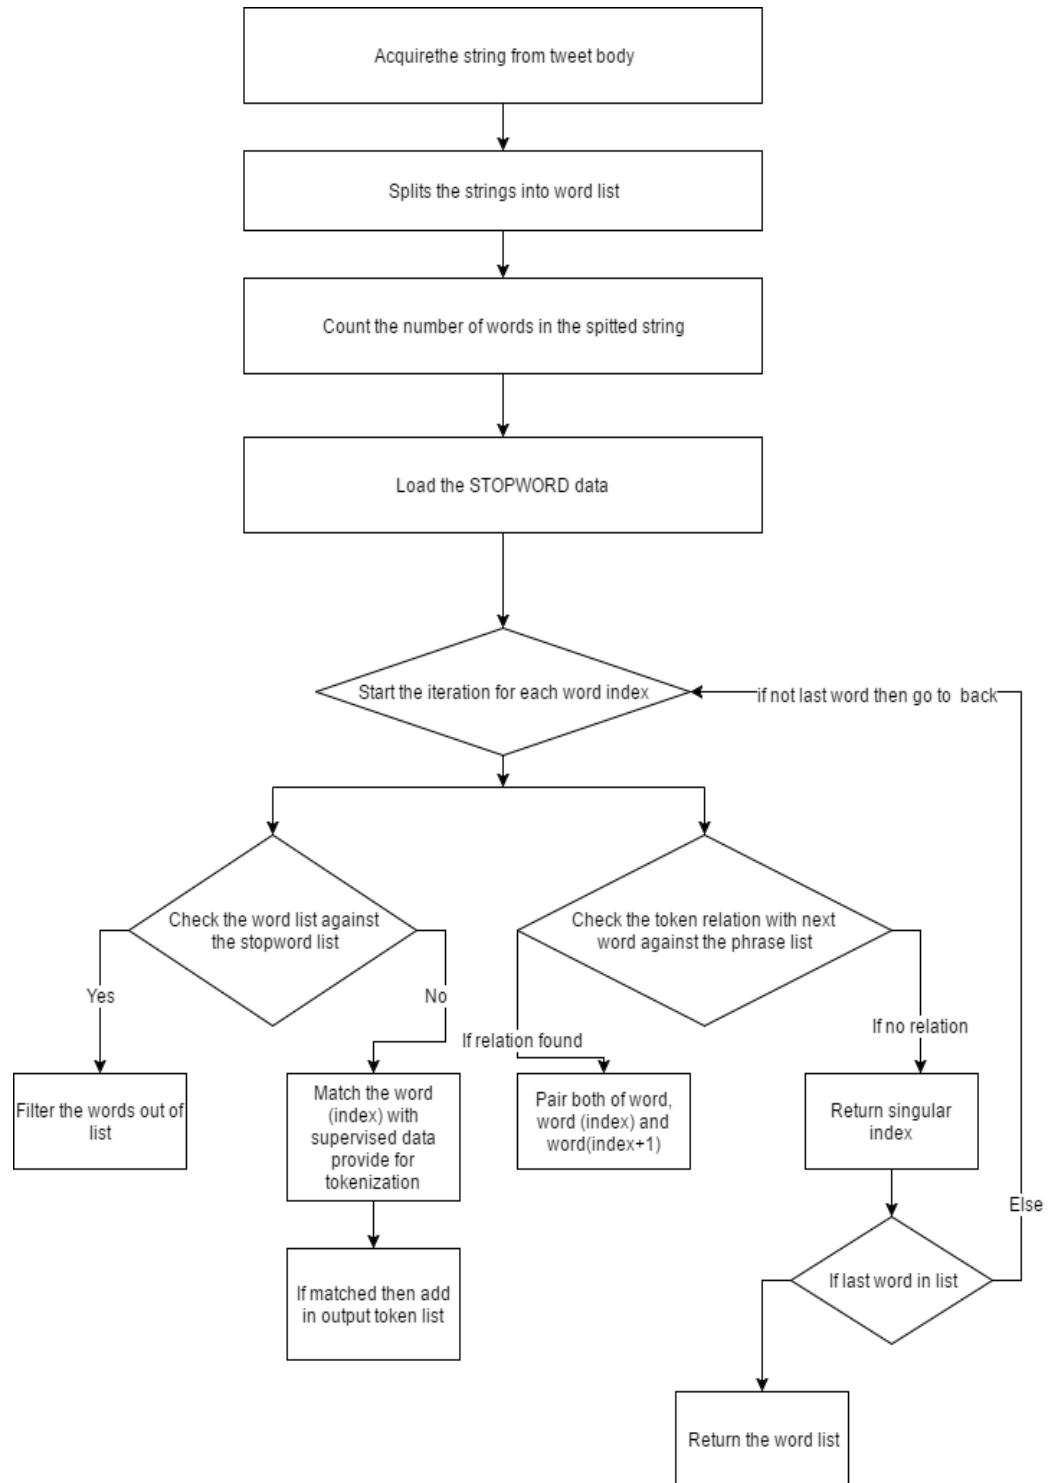 Acquirethe string from tweet body
Splits the strings into word list
Count the number of words in the spitted string
Load the STOPWORD data
Start the iteration for each word index
if not last word then go to  back
Check the word list against
the stopword list
Check the token relation with next
word against the phrase list
Yes
No
If relation found
If no relation
Filter the words out of
list
Match the word
(index) with
supervised data
provide for
tokenization
Pair both of word,
word (index) and
word(index+1)
Return singular
index
Else
If matched then add
in output token list
If last word in list
Return the word list